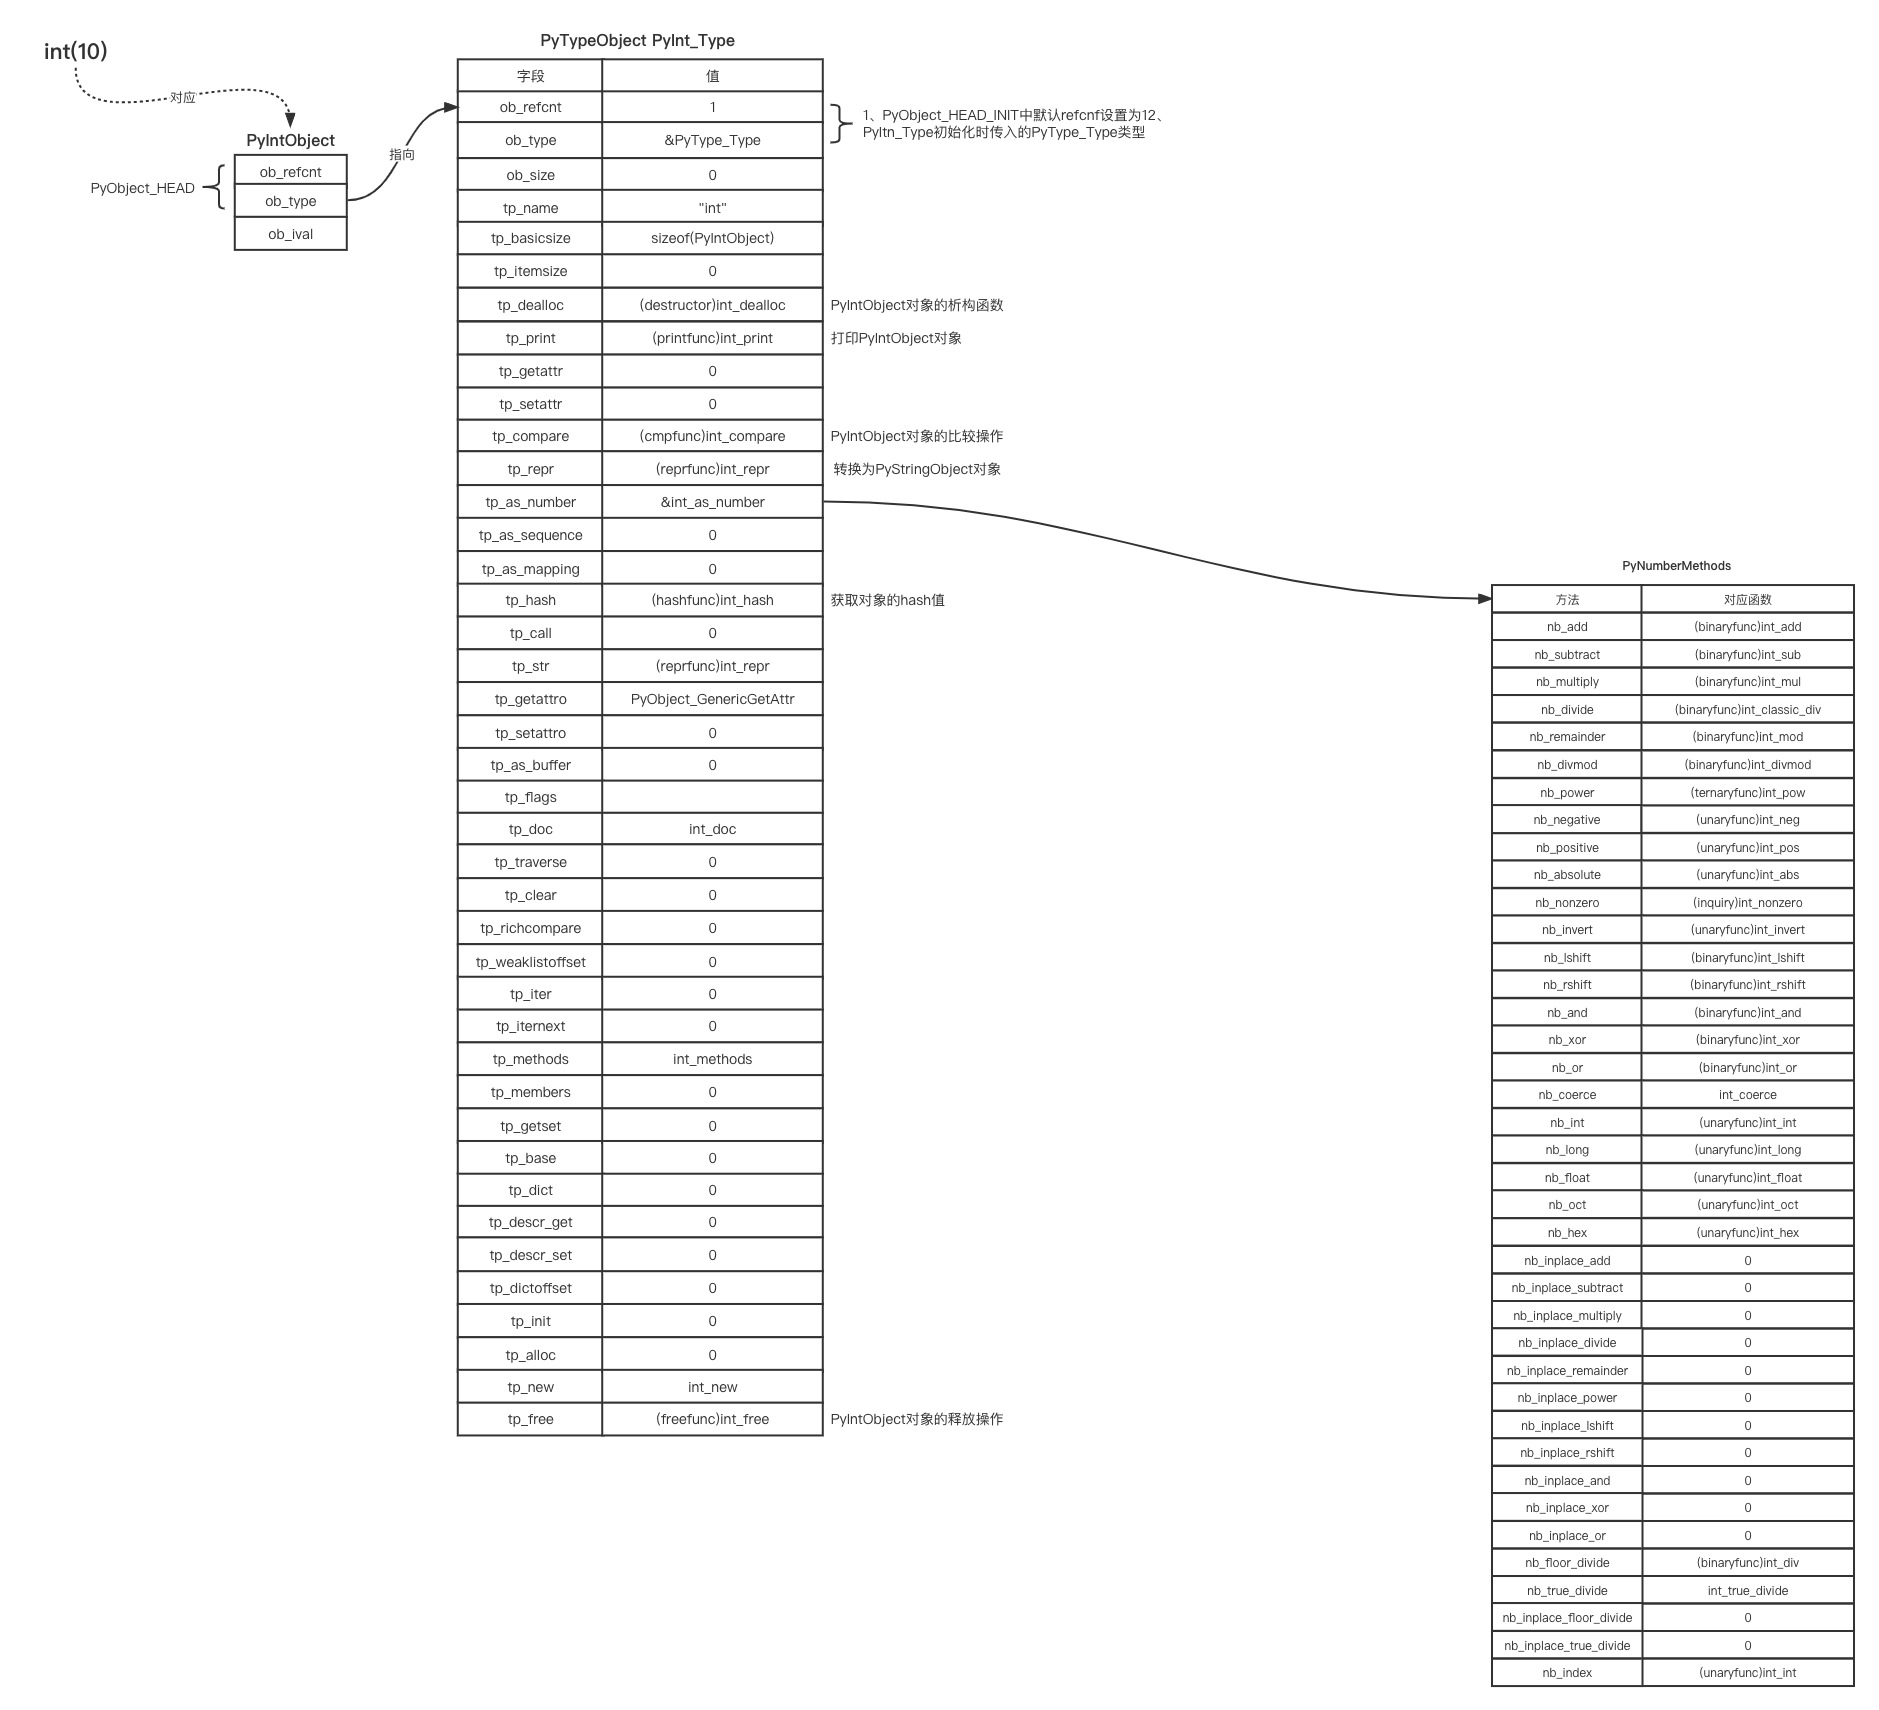 int(10)
对应
PyIntObject
PyObject_HEAD
ob_refcnt
ob_type
ob_ival
指向
PyTypeObject PyInt_Type
字段 值
ob_refcnt 1
ob_type &PyType_Type
1、PyObject_HEAD_INIT中默认refcnf设置为12、
PyItn_Type初始化时传入的PyType_Type类型
ob_size 0
tp_name "int"
tp_basicsize sizeof(PyIntObject)
tp_itemsize 0
tp_dealloc (destructor)int_dealloc PyIntObject对象的析构函数
tp_print (printfunc)int_print 打印PyIntObject对象
tp_getattr 0
tp_setattr 0
tp_compare (cmpfunc)int_compare PyIntObject对象的比较操作
tp_repr (reprfunc)int_repr 转换为PyStringObject对象
tp_as_number &int_as_number
tp_as_sequence 0
tp_as_mapping 0
tp_hash (hashfunc)int_hash 获取对象的hash值
tp_call 0
tp_str (reprfunc)int_repr
tp_getattro PyObject_GenericGetAttr
tp_setattro 0
tp_as_buffer 0
tp_flags
tp_doc int_doc
tp_traverse 0
tp_clear 0
tp_richcompare 0
tp_weaklistoffset 0
tp_iter 0
tp_iternext 0
tp_methods int_methods
tp_members 0
tp_getset 0
tp_base 0
tp_dict 0
tp_descr_get 0
tp_descr_set 0
tp_dictoffset 0
tp_init 0
tp_alloc 0
tp_new int_new
tp_free (freefunc)int_free PyIntObject对象的释放操作
PyNumberMethods
方法 对应函数
nb_add (binaryfunc)int_add
nb_subtract (binaryfunc)int_sub
nb_multiply (binaryfunc)int_mul
nb_divide (binaryfunc)int_classic_div
nb_remainder (binaryfunc)int_mod
nb_divmod (binaryfunc)int_divmod
nb_power (ternaryfunc)int_pow
nb_negative (unaryfunc)int_neg
nb_positive (unaryfunc)int_pos
nb_absolute (unaryfunc)int_abs
nb_nonzero (inquiry)int_nonzero
nb_invert (unaryfunc)int_invert
nb_lshift (binaryfunc)int_lshift
nb_rshift (binaryfunc)int_rshift
nb_and (binaryfunc)int_and
nb_xor (binaryfunc)int_xor
nb_or (binaryfunc)int_or
nb_coerce int_coerce
nb_int (unaryfunc)int_int
nb_long (unaryfunc)int_long
nb_float (unaryfunc)int_float
nb_oct (unaryfunc)int_oct
nb_hex (unaryfunc)int_hex
nb_inplace_add 0
nb_inplace_subtract 0
nb_inplace_multiply 0
nb_inplace_divide 0
nb_inplace_remainder 0
nb_inplace_power 0
nb_inplace_lshift 0
nb_inplace_rshift 0
nb_inplace_and 0
nb_inplace_xor 0
nb_inplace_or 0
nb_floor_divide (binaryfunc)int_div
nb_true_divide int_true_divide
nb_inplace_floor_divide 0
nb_inplace_true_divide 0
nb_index (unaryfunc)int_int